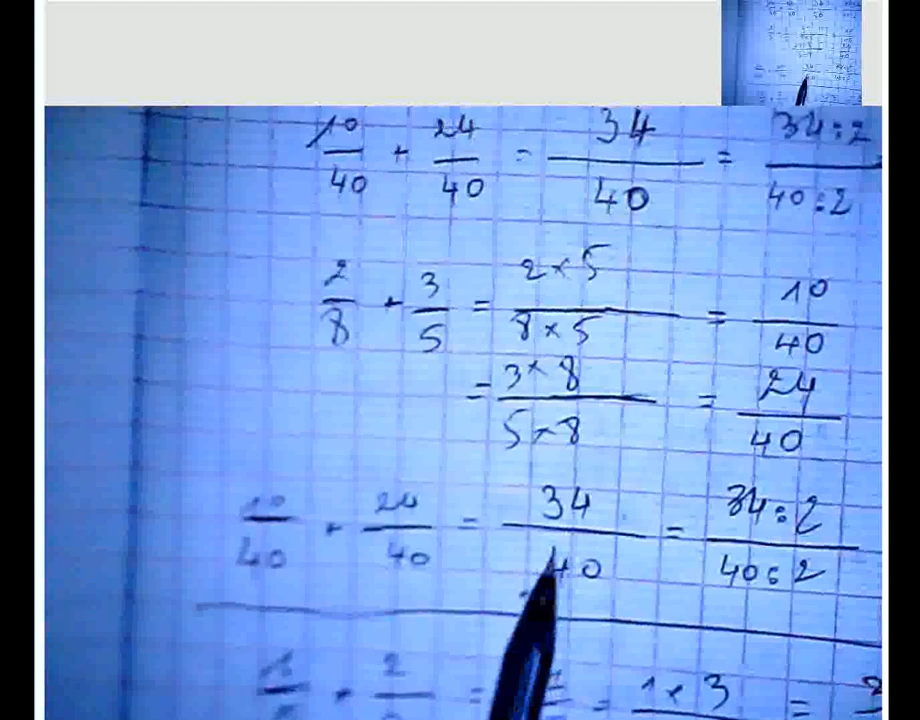 10/40 + 24/40 = 34/40 = 34:2/40:2
2/8 + 3/5 = 2×5/8×5 = 10/40
= 3×8/5×8 = 24/40
10/40 + 24/40 = 34/40 = 34:2/40:2
= 1×3 =